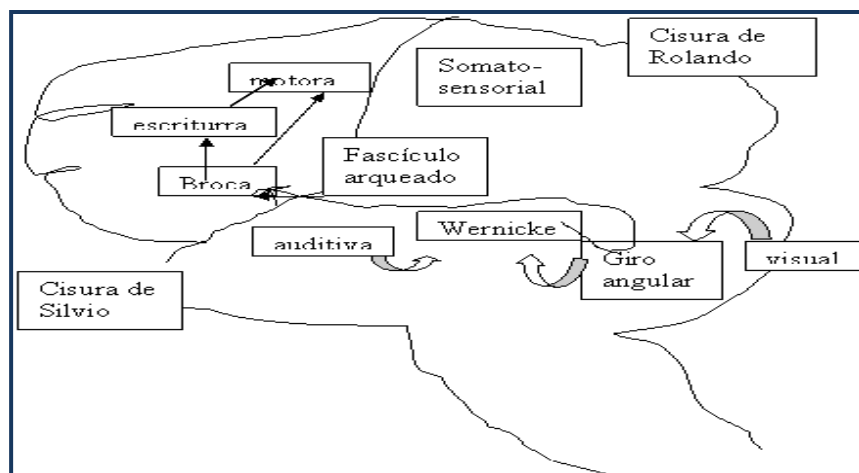 Cisura de
Rolando
Somato-
sensorial
motora
escriturra
Fascículo
arqueado
Broca
Wernicke
auditiva
Giro
angular
visual
Cisura de
Silvio